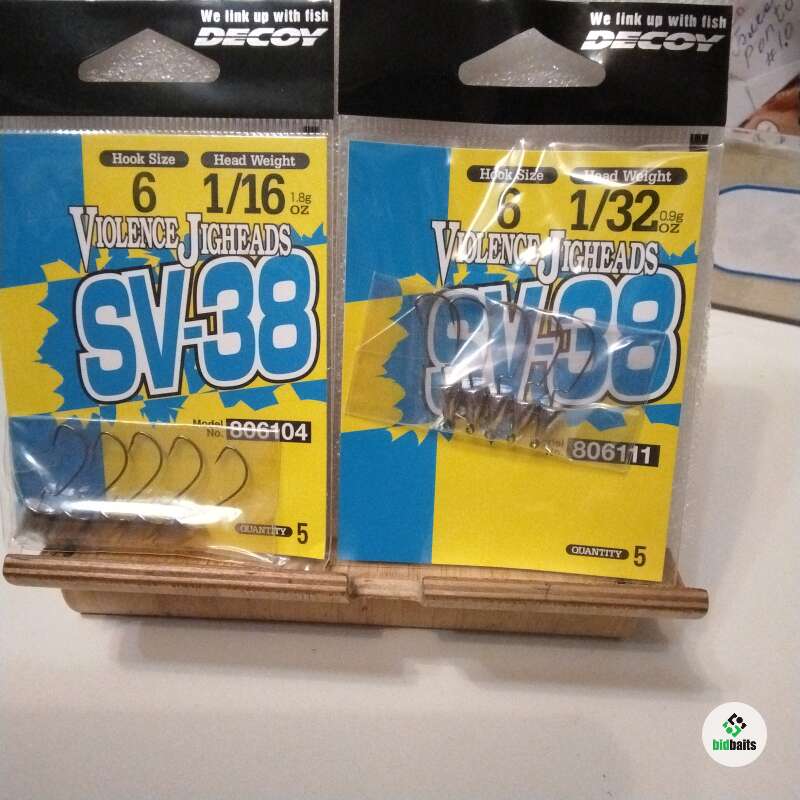 We link up with fish
DECOY
Hook Size Head Weight
6 1/16 1.8g
OZ
VIOLENCE JIGHEADS
SV-38
Model
No. 806104
QUANTITY 5
We link up with fish
DECOY
Hook Size Head Weight
6 1/32 0.9g
OZ
VIOLENCE JIGHEADS
SV-38
806111
QUANTITY 5
bidbaits